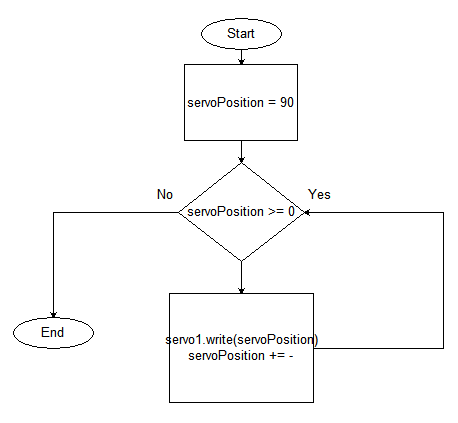 Start
servoPosition = 90
No
Yes
servoPosition >= 0
servo1.write(servoPosition)
servoPosition += -
End